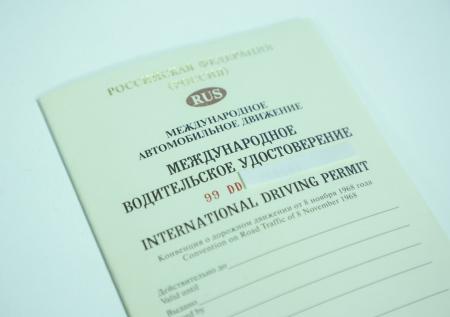 РОССИЙСКАЯ ФЕДЕРАЦИЯ
(РОССИЯ)
RUS
МЕЖДУНАРОДНОЕ
АВТОМОБИЛЬНОЕ ДВИЖЕНИЕ
МЕЖДУНАРОДНОЕ
ВОДИТЕЛЬСКОЕ УДОСТОВЕРЕНИЕ
99 DD
INTERNATIONAL DRIVING PERMIT
Конвенция о дорожном движении от 8 ноября 1968 года
Convention on Road Traffic of 8 November 1968
Действительно до
Valid until
Выдано
by